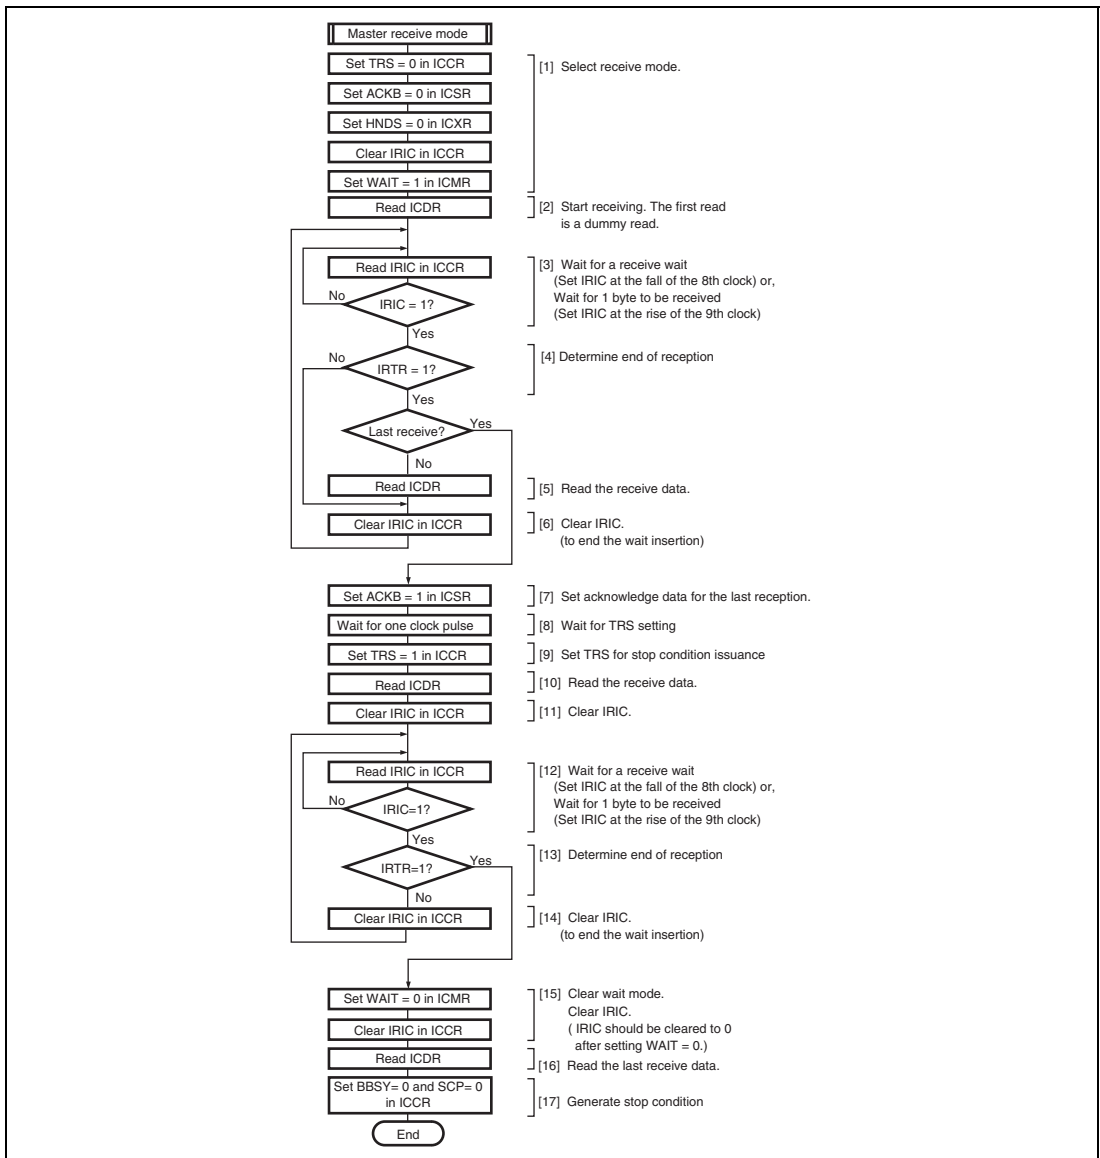 Master receive mode
Set TRS = 0 in ICCR
[1] Select receive mode.
Set ACKB = 0 in ICSR
Set HNDS = 0 in ICXR
Clear IRIC in ICCR
Set WAIT = 1 in ICMR
Read ICDR
[2] Start receiving. The first read
is a dummy read.
Read IRIC in ICCR
[3] Wait for a receive wait
(Set IRIC at the fall of the 8th clock) or,
Wait for 1 byte to be received
(Set IRIC at the rise of the 9th clock)
No
IRIC = 1?
Yes
No
IRTR = 1?
[4] Determine end of reception
Yes
Last receive?
Yes
No
Read ICDR
[5] Read the receive data.
Clear IRIC in ICCR
[6] Clear IRIC.
(to end the wait insertion)
Set ACKB = 1 in ICSR
[7] Set acknowledge data for the last reception.
Wait for one clock pulse
[8] Wait for TRS setting
Set TRS = 1 in ICCR
[9] Set TRS for stop condition issuance
Read ICDR
[10] Read the receive data.
Clear IRIC in ICCR
[11] Clear IRIC.
Read IRIC in ICCR
[12] Wait for a receive wait
(Set IRIC at the fall of the 8th clock) or,
Wait for 1 byte to be received
(Set IRIC at the rise of the 9th clock)
No
IRIC=1?
Yes
IRTR=1?
Yes
[13] Determine end of reception
No
Clear IRIC in ICCR
[14] Clear IRIC.
(to end the wait insertion)
Set WAIT = 0 in ICMR
[15] Clear wait mode.
Clear IRIC.
( IRIC should be cleared to 0
after setting WAIT = 0.)
Clear IRIC in ICCR
Read ICDR
[16] Read the last receive data.
Set BBSY= 0 and SCP= 0
in ICCR
[17] Generate stop condition
End